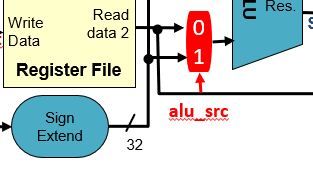 Write
Data
Read
data 2
Register File
0
1
Res.
Sign
Extend
32
alu_src